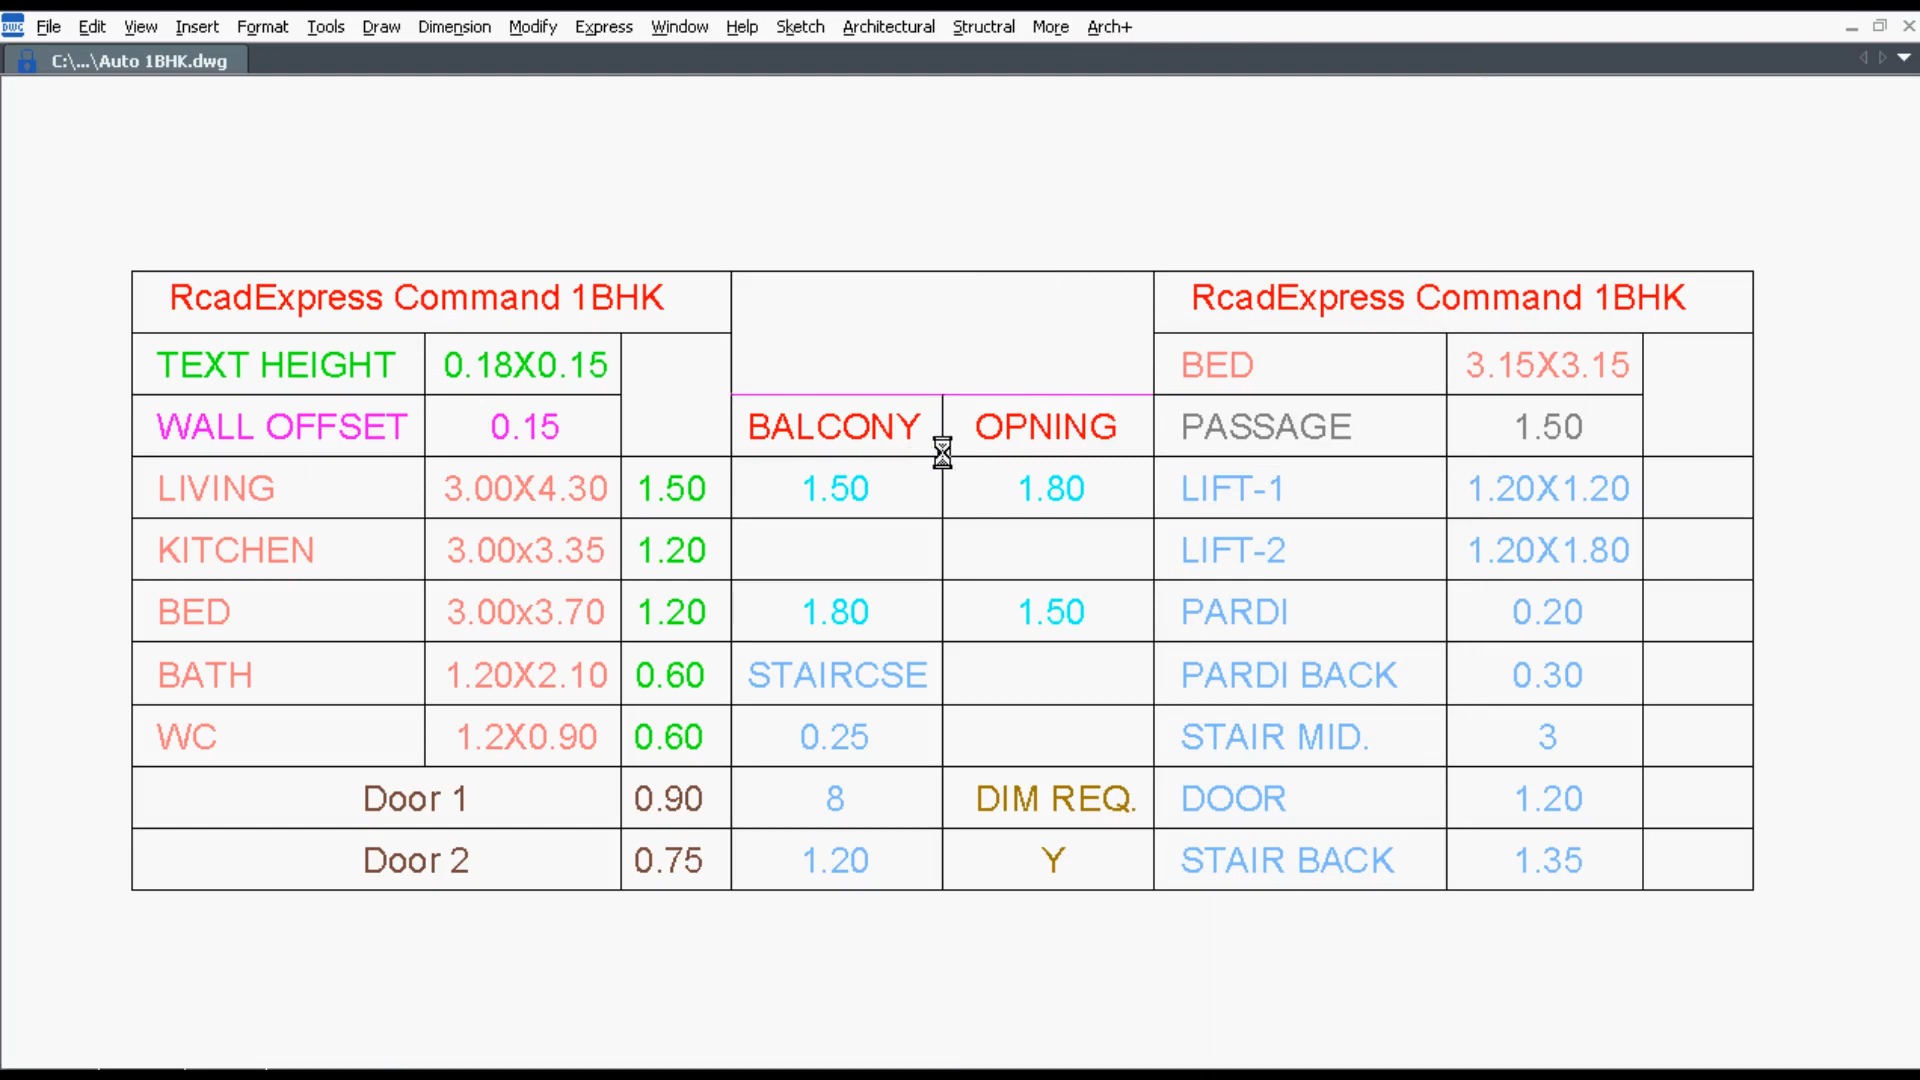 DWG File Edit View Insert Format Tools Draw Dimension Modify Express Window Help Sketch Architectural Structral More Arch+
C:\...\Auto 1BHK.dwg
RcadExpress Command 1BHK RcadExpress Command 1BHK
TEXT HEIGHT 0.18X0.15 BED 3.15X3.15
WALL OFFSET 0.15 BALCONY OPNING PASSAGE 1.50
LIVING 3.00X4.30 1.50 1.50 1.80 LIFT-1 1.20X1.20
KITCHEN 3.00x3.35 1.20 LIFT-2 1.20X1.80
BED 3.00x3.70 1.20 1.80 1.50 PARDI 0.20
BATH 1.20X2.10 0.60 STAIRCSE PARDI BACK 0.30
WC 1.2X0.90 0.60 0.25 STAIR MID. 3
Door 1 0.90 8 DIM REQ. DOOR 1.20
Door 2 0.75 1.20 Y STAIR BACK 1.35